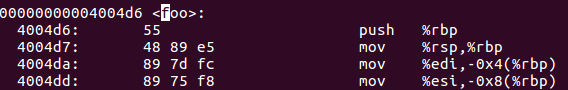 00000000004004d6 <foo>:
4004d6: 55 push %rbp
4004d7: 48 89 e5 mov %rsp,%rbp
4004da: 89 7d fc mov %edi,-0x4(%rbp)
4004dd: 89 75 f8 mov %esi,-0x8(%rbp)